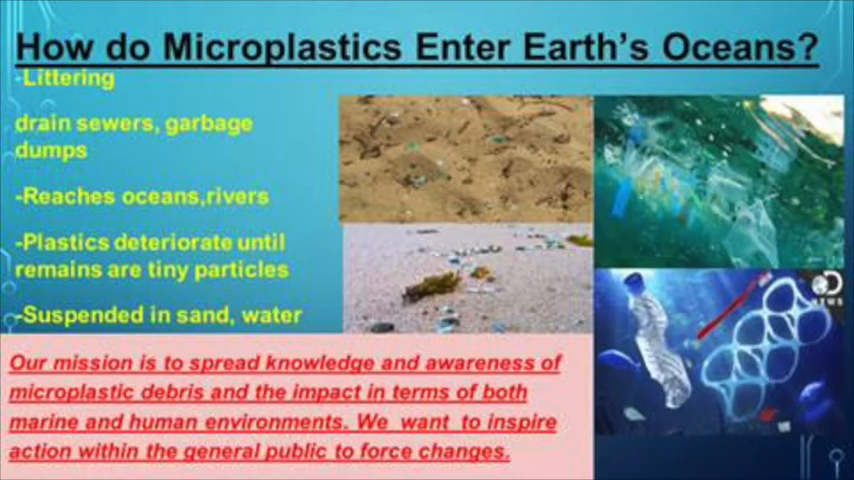 How do Microplastics Enter Earth's Oceans?
-Littering
drain sewers, garbage
dumps
-Reaches oceans,rivers
-Plastics deteriorate until
remains are tiny particles
-Suspended in sand, water
Our mission is to spread knowledge and awareness of
microplastic debris and the impact in terms of both
marine and human environments. We want to inspire
action within the general public to force changes.
NEWS